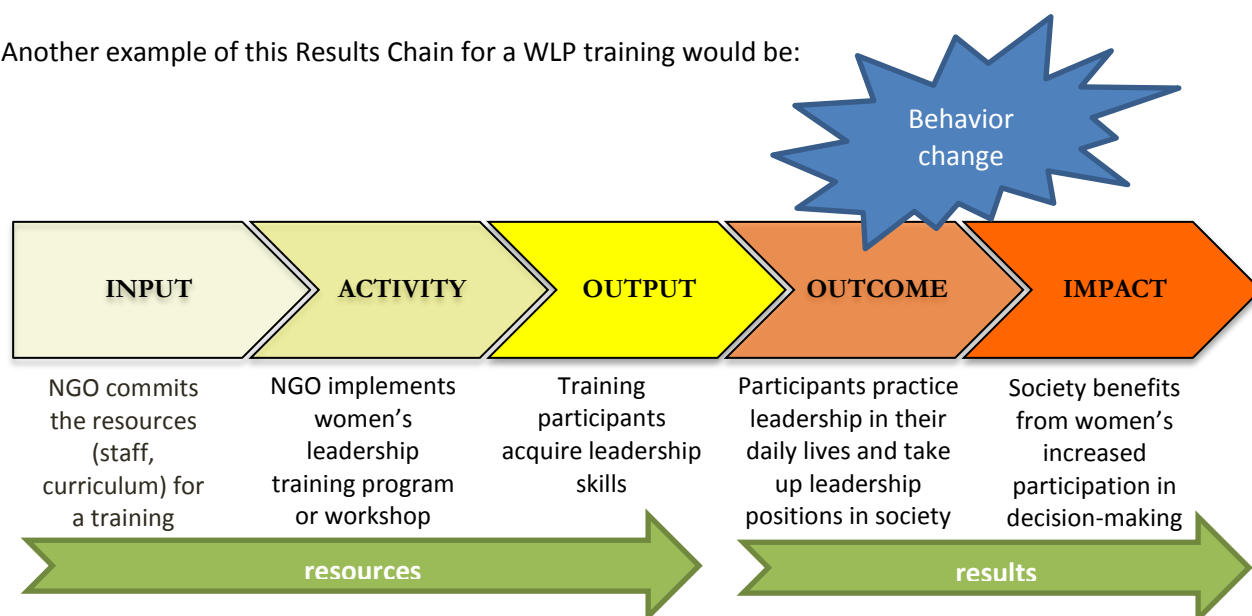 Another example of this Results Chain for a WLP training would be:
Behavior
change
INPUT
ACTIVITY
OUTPUT
OUTCOME
IMPACT
NGO commits
the resources
(staff,
curriculum) for
a training
NGO implements
women’s
leadership
training program
or workshop
Training
participants
acquire leadership
skills
Participants practice
leadership in their
daily lives and take
up leadership
positions in society
Society benefits
from women’s
increased
participation in
decision-making
resources
results